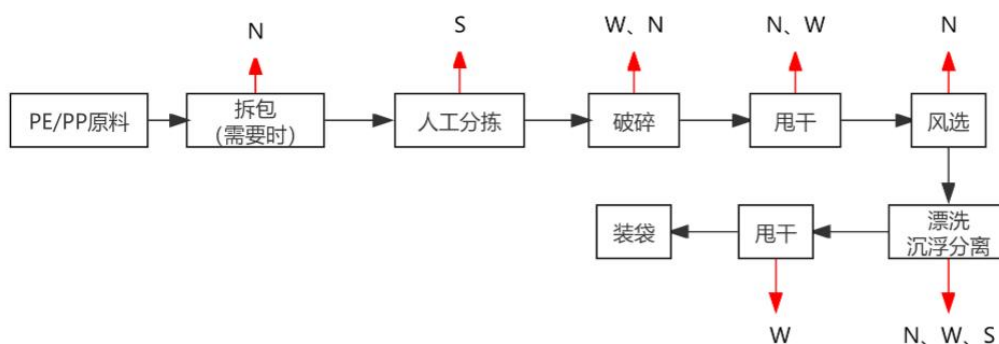 N
S
W、N
N、W
N
PE/PP原料
拆包
(需要时)
人工分拣
破碎
甩干
风选
装袋
甩干
漂洗
沉浮分离
W
N、W、S